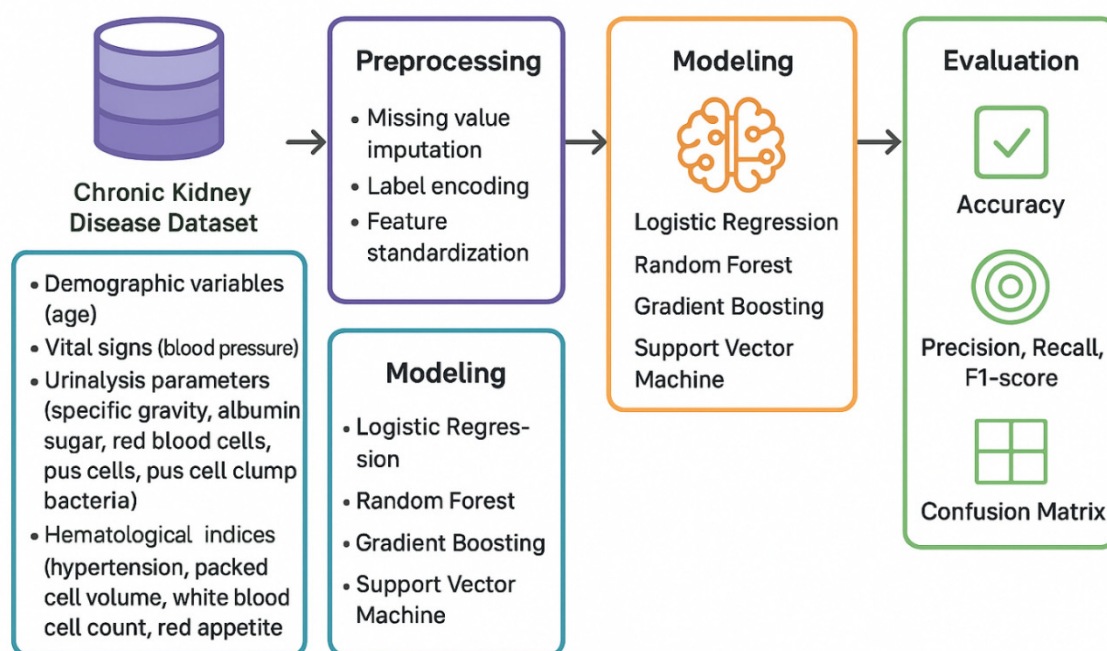 Chronic Kidney
Disease Dataset
• Demographic variables
(age)
• Vital signs (blood pressure)
• Urinalysis parameters
(specific gravity, albumin
sugar, red blood cells,
pus cells, pus cell clump
bacteria)
• Hematological indices
(hypertension, packed
cell volume, white blood
cell count, red appetite
Preprocessing
• Missing value
imputation
• Label encoding
• Feature
standardization
Modeling
• Logistic Regres-
sion
• Random Forest
• Gradient Boosting
• Support Vector
Machine
Modeling
Logistic Regression
Random Forest
Gradient Boosting
Support Vector
Machine
Evaluation
Accuracy
Precision, Recall,
F1-score
Confusion Matrix